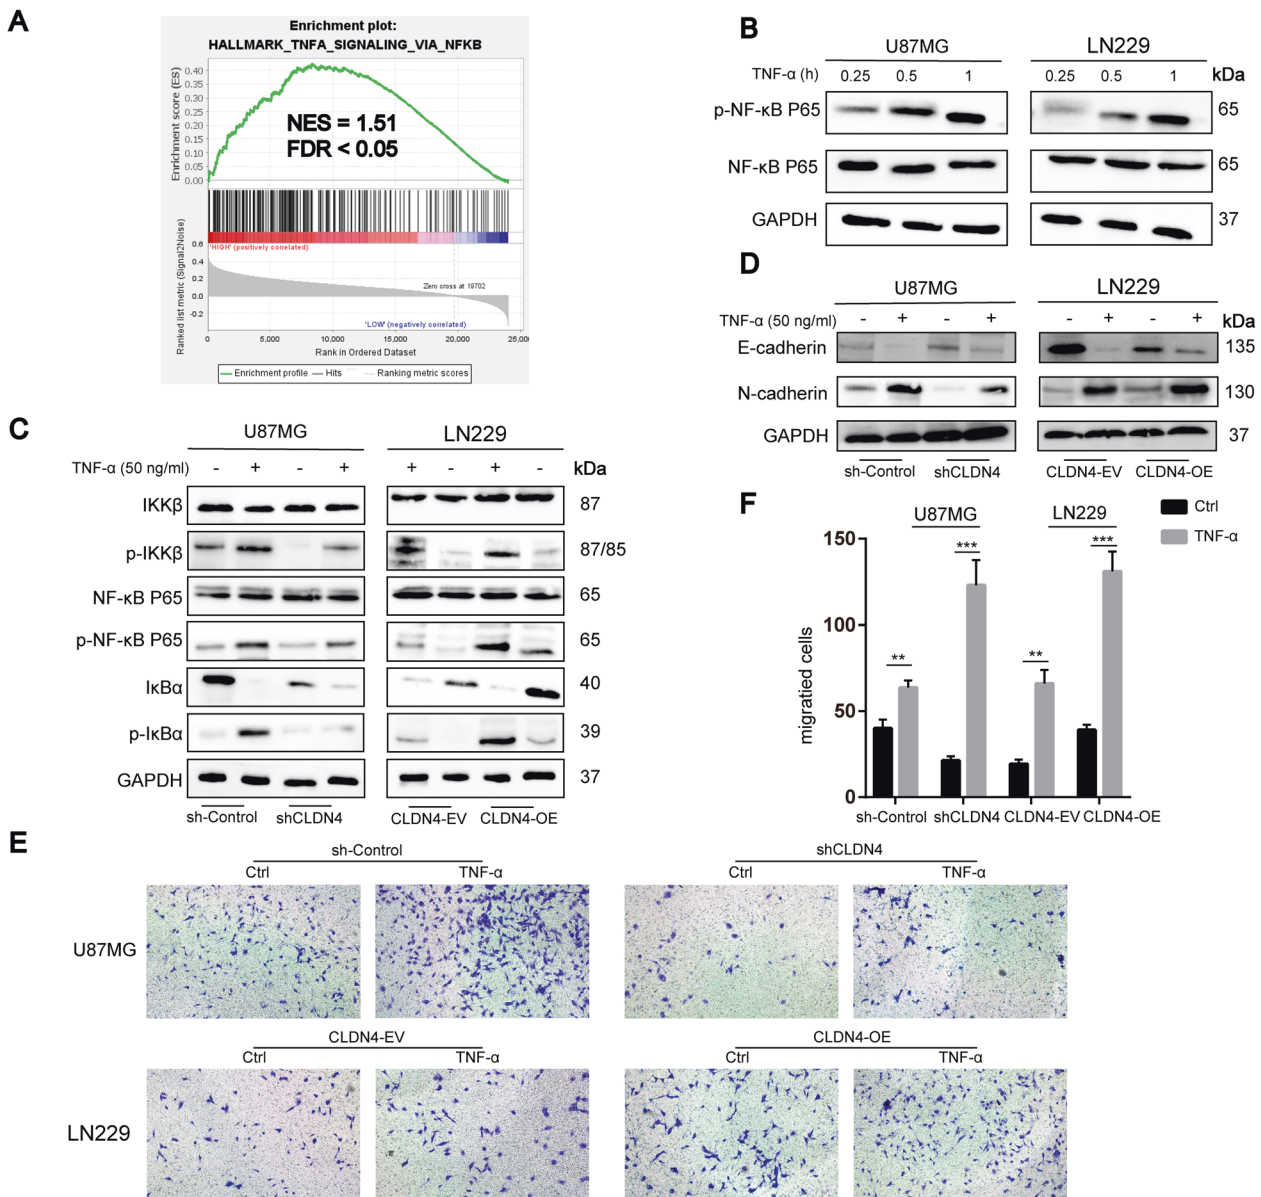 A
Enrichment plot:
HALLMARK_TNFA_SIGNALING_VIA_NFKB
Enrichment score (ES)
0.40
0.35
0.30
0.25
0.20
0.15
0.10
0.05
0.00
NES = 1.51
FDR < 0.05
Ranked list metric (Signal2Noise)
'HIGH' (positively correlated)
0.6
0.4
0.2
0.0
-0.2
Zero cross at 19702
'LOW' (negatively correlated)
0 5,000 10,000 15,000 20,000 25,00
Rank in Ordered Dataset
Enrichment profile Hits Ranking metric scores
B
U87MG LN229
TNF-α (h) 0.25 0.5 1 0.25 0.5 1 kDa
p-NF-κB P65 65
NF-κB P65 65
GAPDH 37
D
U87MG LN229
TNF-α (50 ng/ml) - + - + - + - + kDa
E-cadherin 135
N-cadherin 130
GAPDH 37
sh-Control shCLDN4 CLDN4-EV CLDN4-OE
C
U87MG LN229
TNF-α (50 ng/ml) - + - + + - + - kDa
IKKβ 87
p-IKKβ 87/85
NF-κB P65 65
p-NF-κB P65 65
IκBα 40
p-IκBα 39
GAPDH 37
sh-Control shCLDN4 CLDN4-EV CLDN4-OE
F
U87MG LN229
Ctrl
TNF-α
migratied cells
150
100
50
0
** *** ** ***
sh-Control shCLDN4 CLDN4-EV CLDN4-OE
E
sh-Control shCLDN4
Ctrl TNF-α Ctrl TNF-α
U87MG
CLDN4-EV CLDN4-OE
Ctrl TNF-α Ctrl TNF-α
LN229